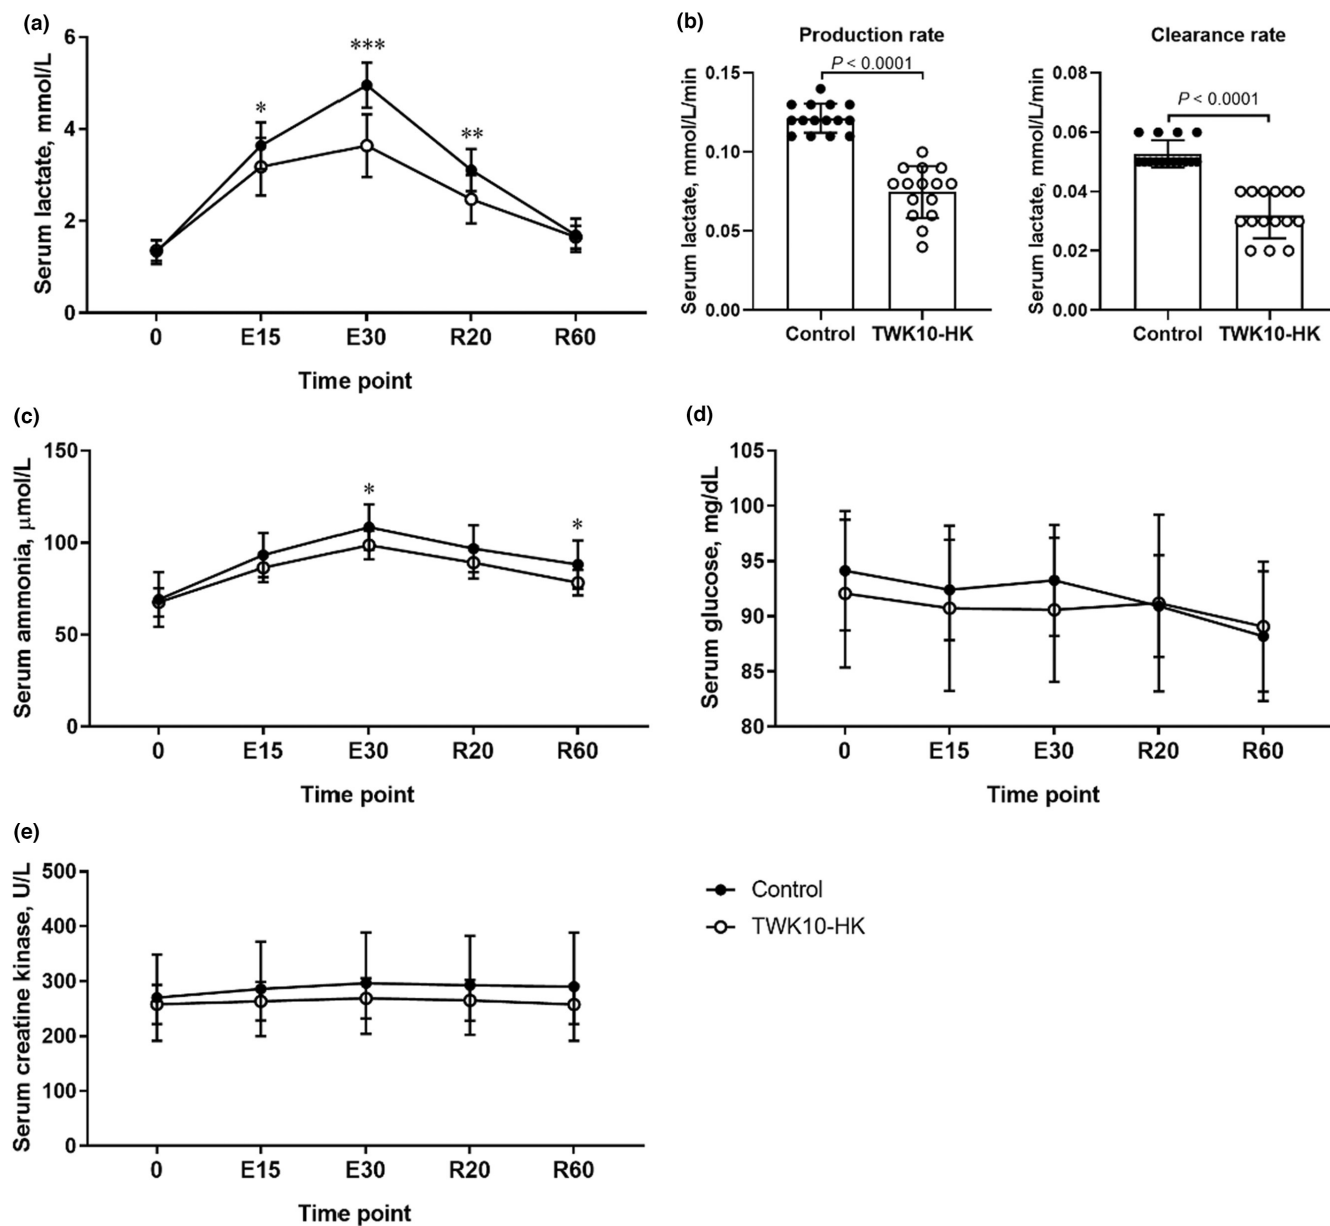 (a)
Serum lactate, mmol/L
6
4
2
0
*
***
**
0 E15 E30 R20 R60
Time point
(b)
Production rate
P < 0.0001
Serum lactate, mmol/L/min
0.15
0.10
0.05
0.00
Control TWK10-HK
Clearance rate
P < 0.0001
Serum lactate, mmol/L/min
0.08
0.06
0.04
0.02
0.00
Control TWK10-HK
(c)
Serum ammonia, μmol/L
150
100
50
0
*
*
0 E15 E30 R20 R60
Time point
(d)
Serum glucose, mg/dL
105
100
95
90
85
80
0 E15 E30 R20 R60
Time point
(e)
Serum creatine kinase, U/L
500
400
300
200
100
0
0 E15 E30 R20 R60
Time point
Control
TWK10-HK